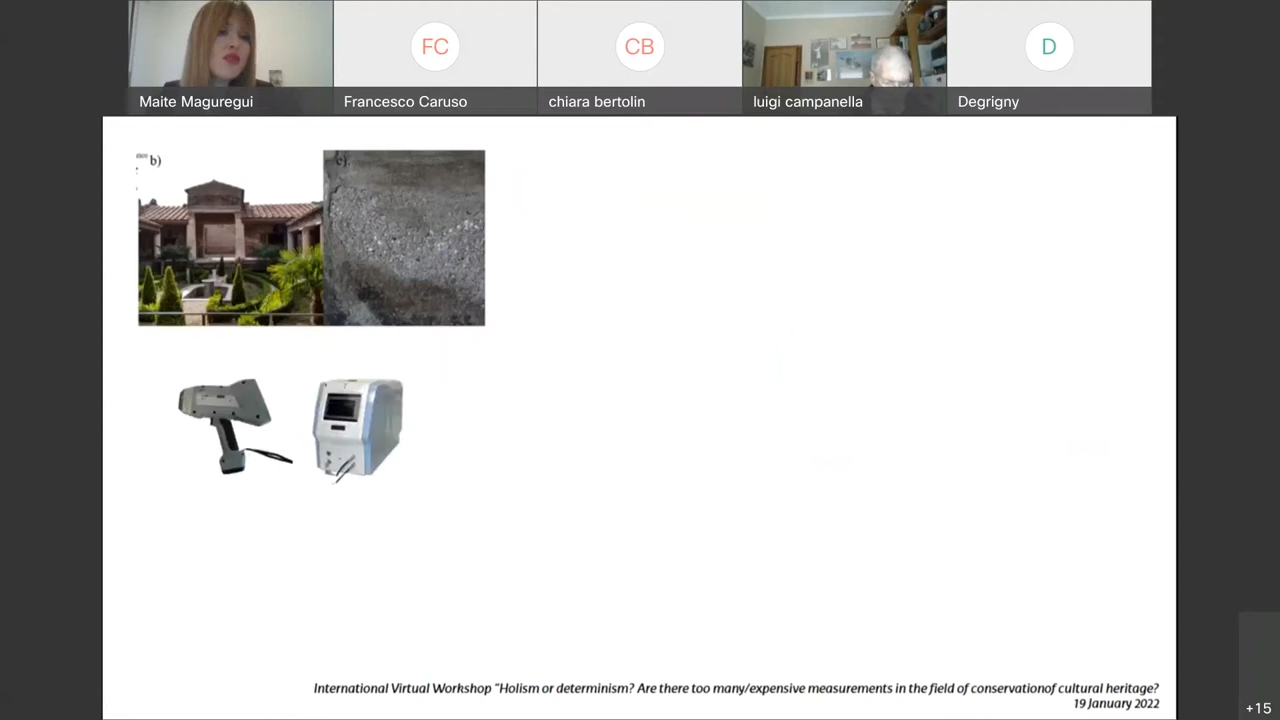 FC
CB
D
Maite Maguregui
Francesco Caruso
chiara bertolin
luigi campanella
Degrigny
b)
c)
International Virtual Workshop "Holism or determinism? Are there too many/expensive measurements in the field of conservationof cultural heritage?
19 January 2022
+15